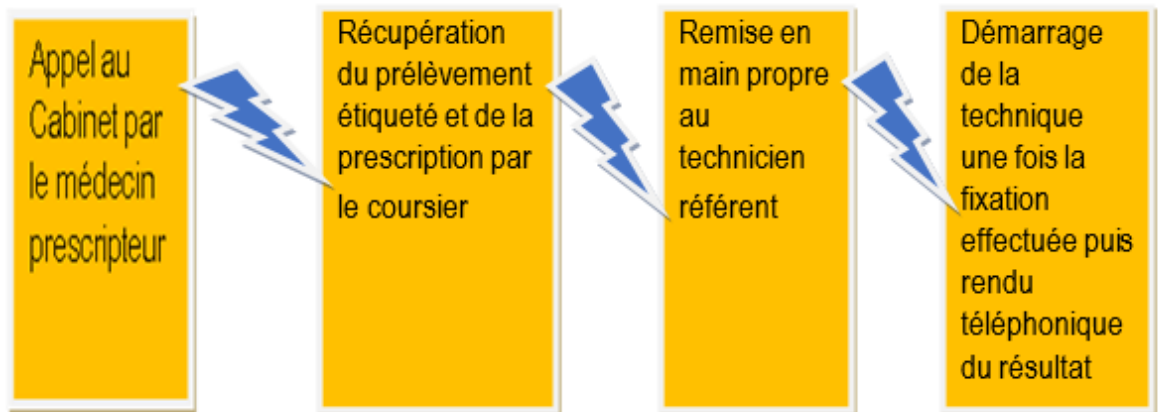 Appel au
Cabinet par
le médecin
prescripteur
Récupération
du prélèvement
étiqueté et de la
prescription par
le coursier
Remise en
main propre
au
technicien
référent
Démarrage
de la
technique
une fois la
fixation
effectuée puis
rendu
téléphonique
du résultat